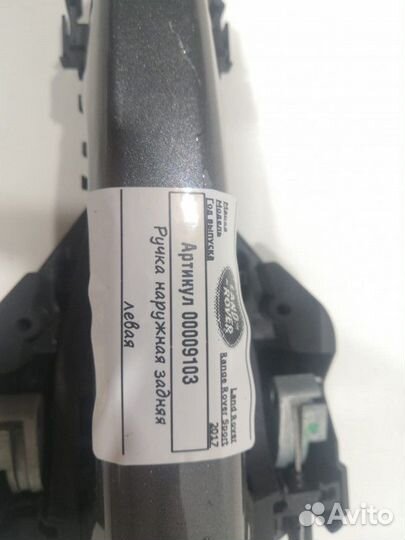 Марка
Модель
Год выпуска
LAND
ROVER
Land Rover
Range Rover Sport
2017
Артикул 00009103
Ручка наружная задняя
левая
Avito